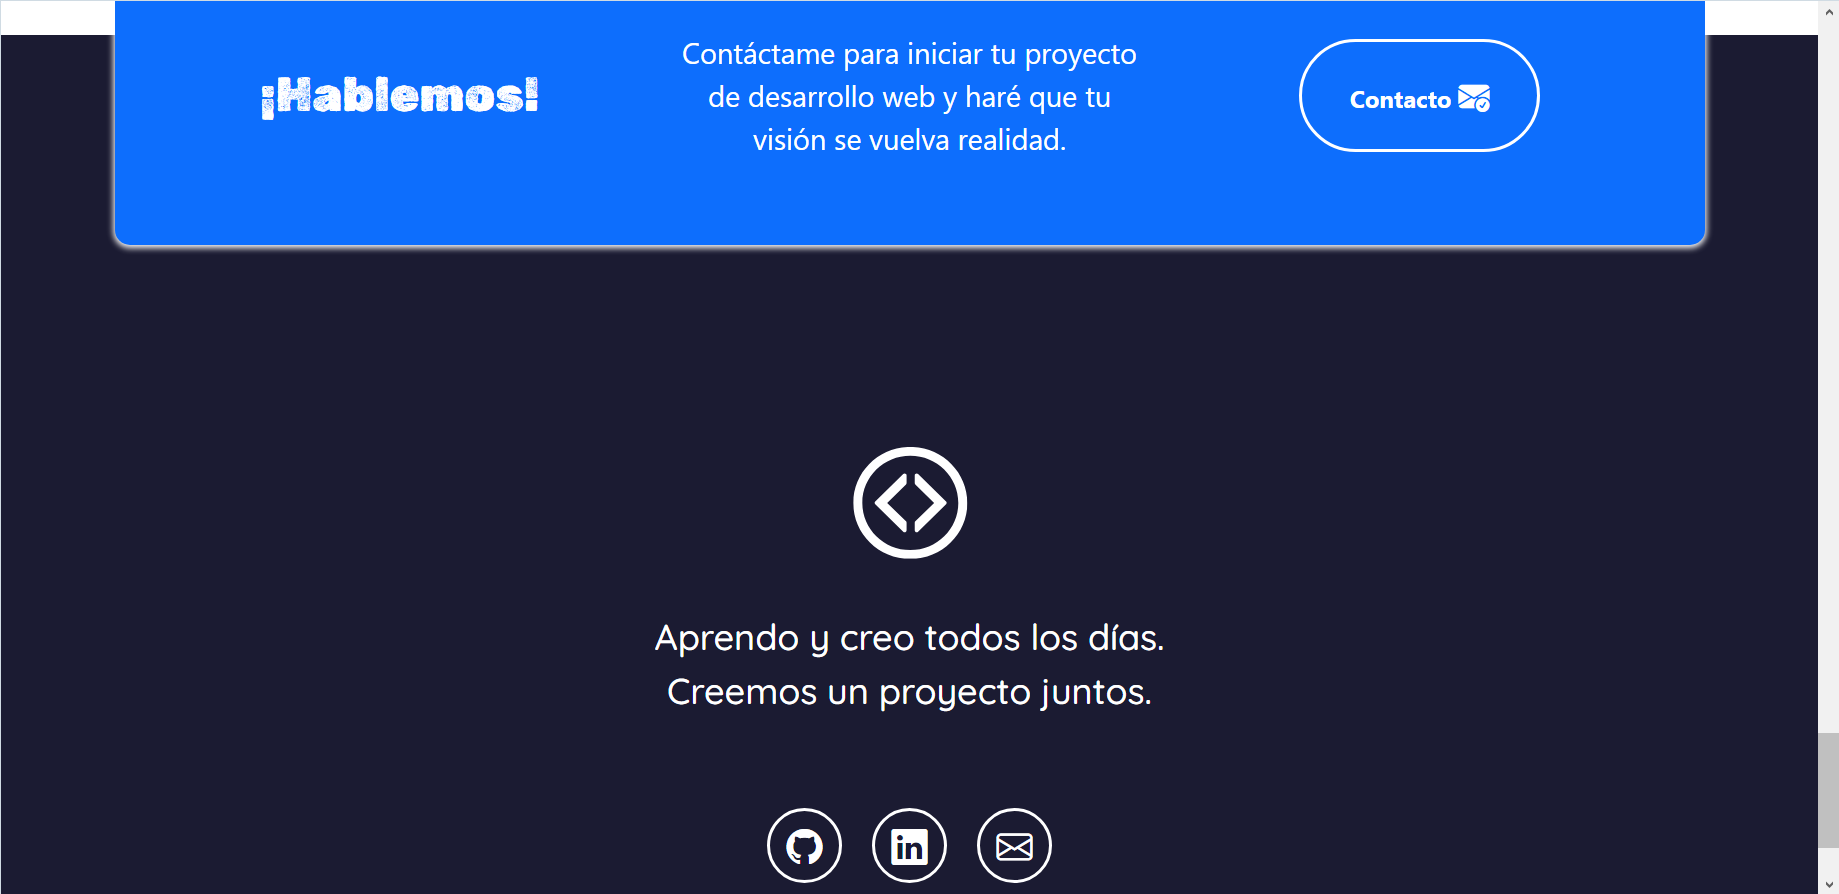 ¡Hablemos!
Contáctame para iniciar tu proyecto
de desarrollo web y haré que tu
visión se vuelva realidad.
Contacto
Aprendo y creo todos los días.
Creemos un proyecto juntos.